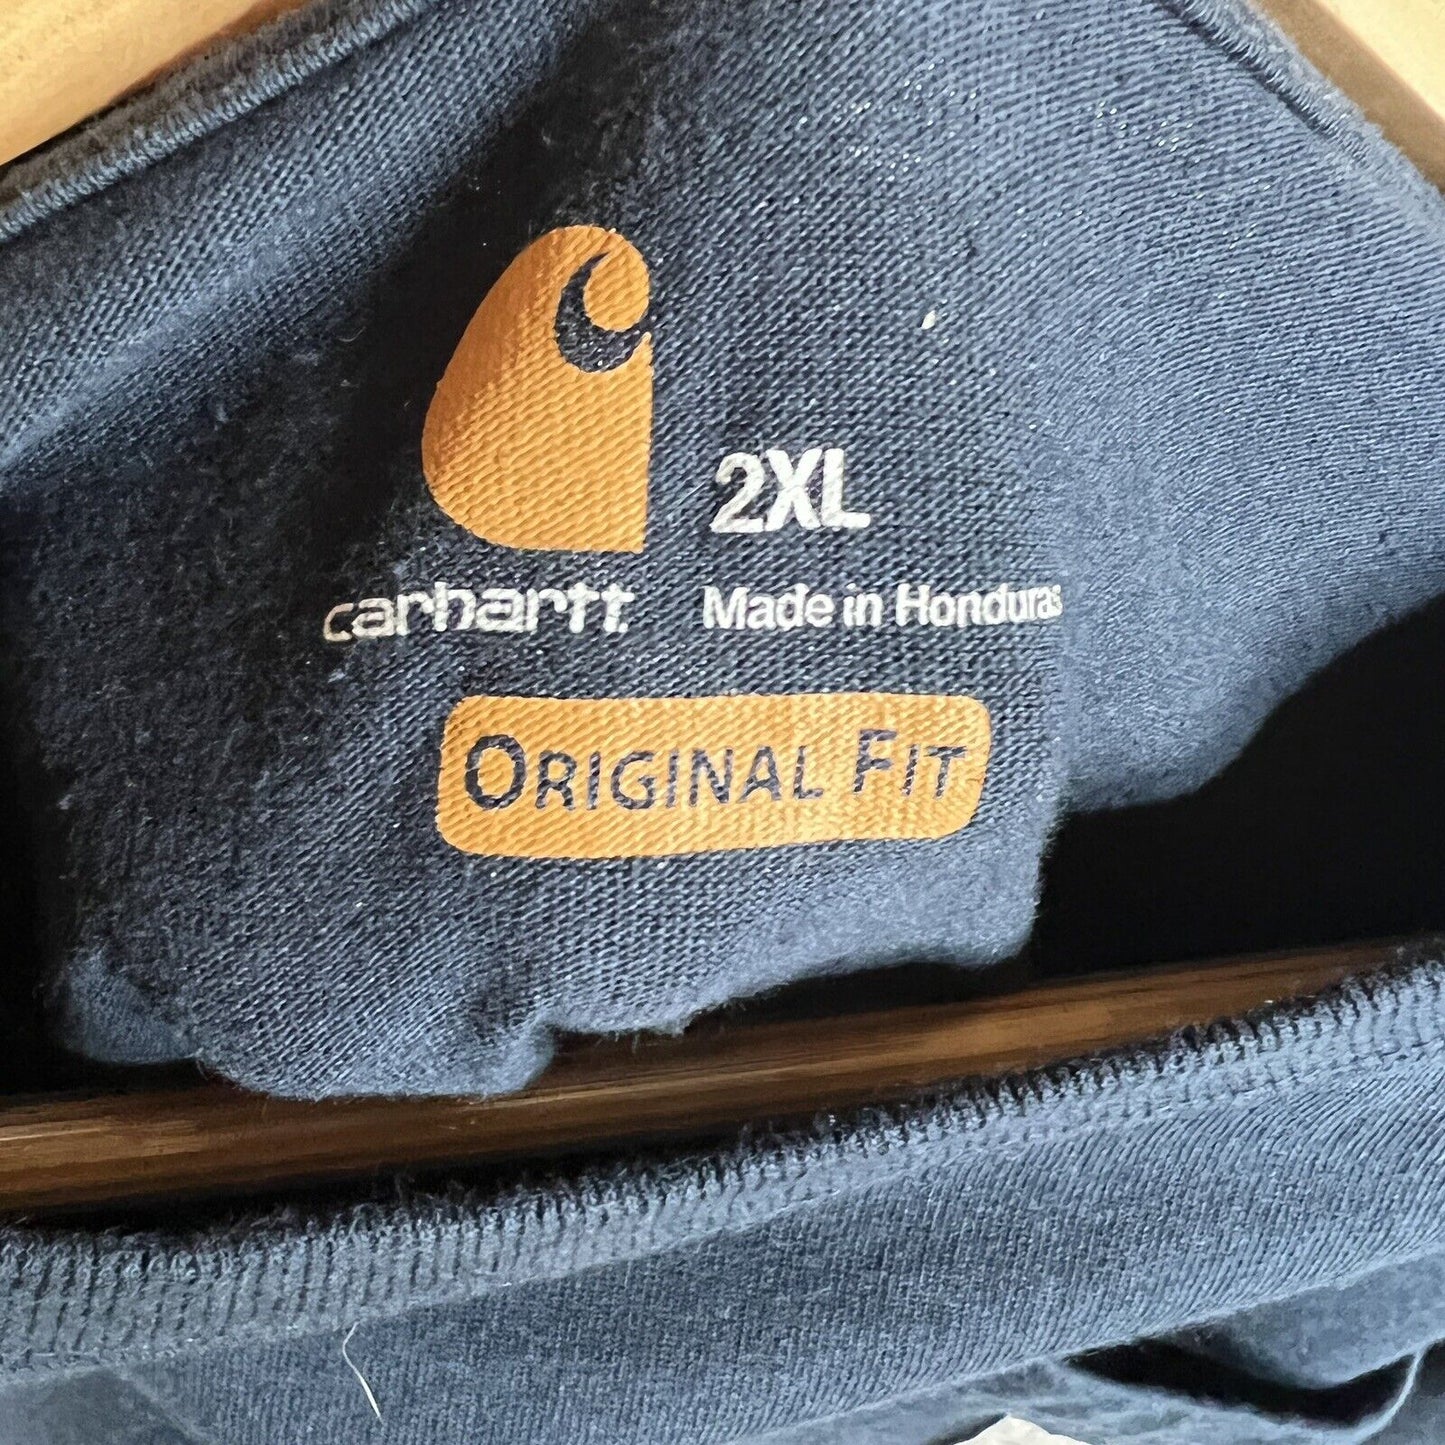 2XL
carhartt
Made in Honduras
ORIGINAL FIT